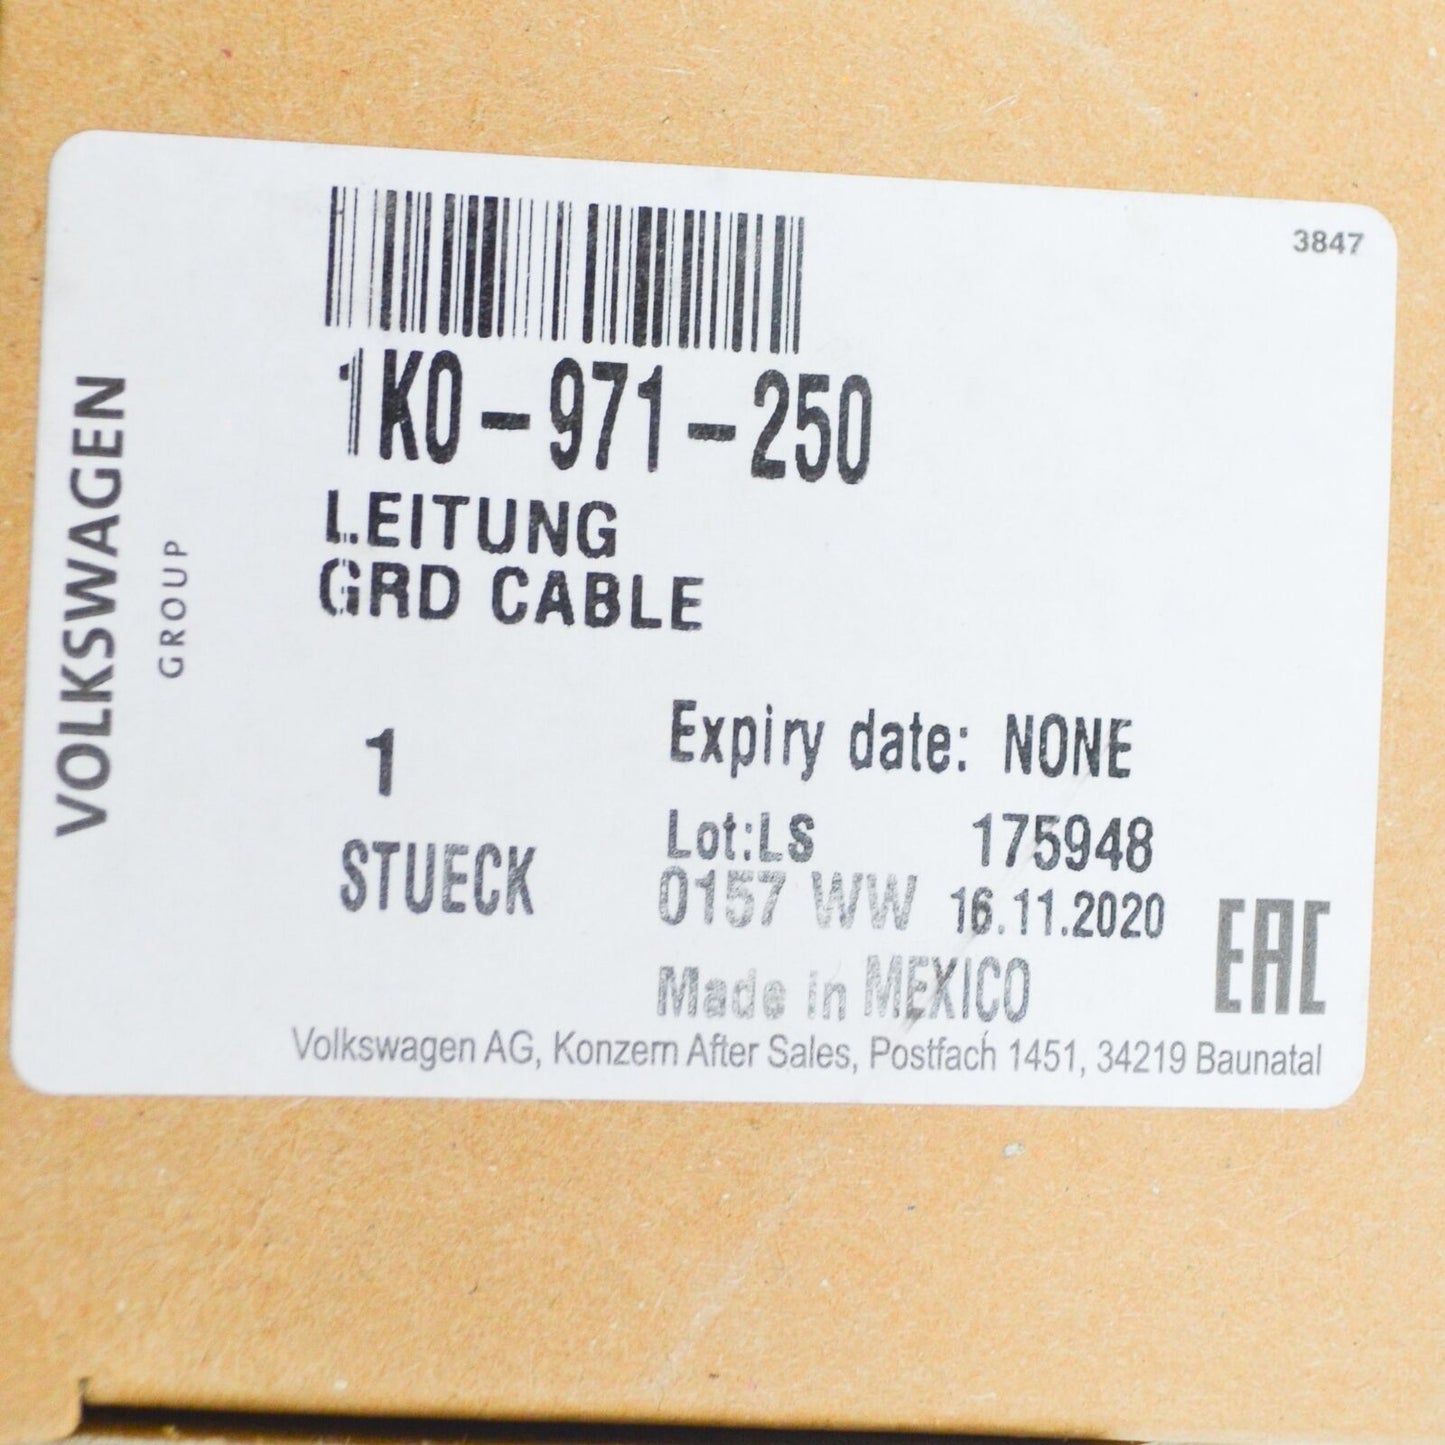 3847
1K0-971-250
LEITUNG
GRD CABLE
VOLKSWAGEN
GROUP
1
STUECK
Expiry date: NONE
Lot:LS 175948
0157 WW 16.11.2020
Made in MEXICO
EAC
Volkswagen AG, Konzern After Sales, Postfach 1451, 34219 Baunatal